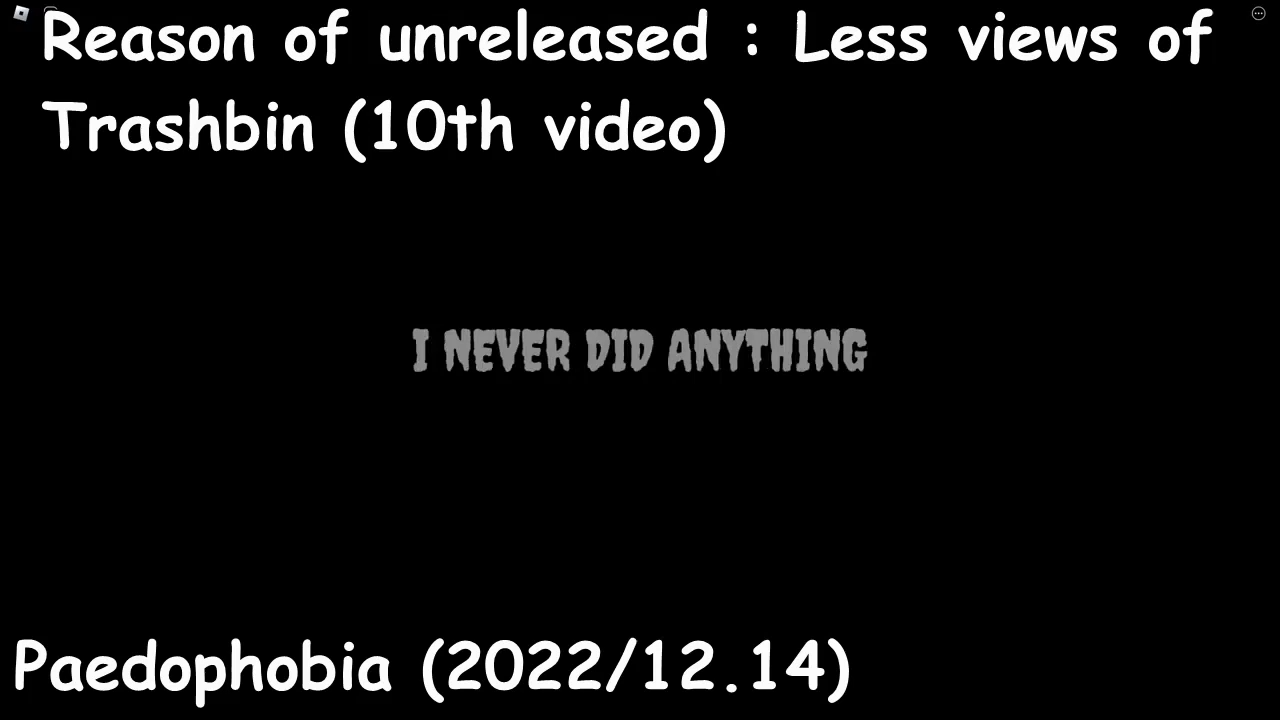 Reason of unreleased : Less views of
Trashbin (10th video)
I NEVER DID ANYTHING
Paedophobia (2022/12.14)